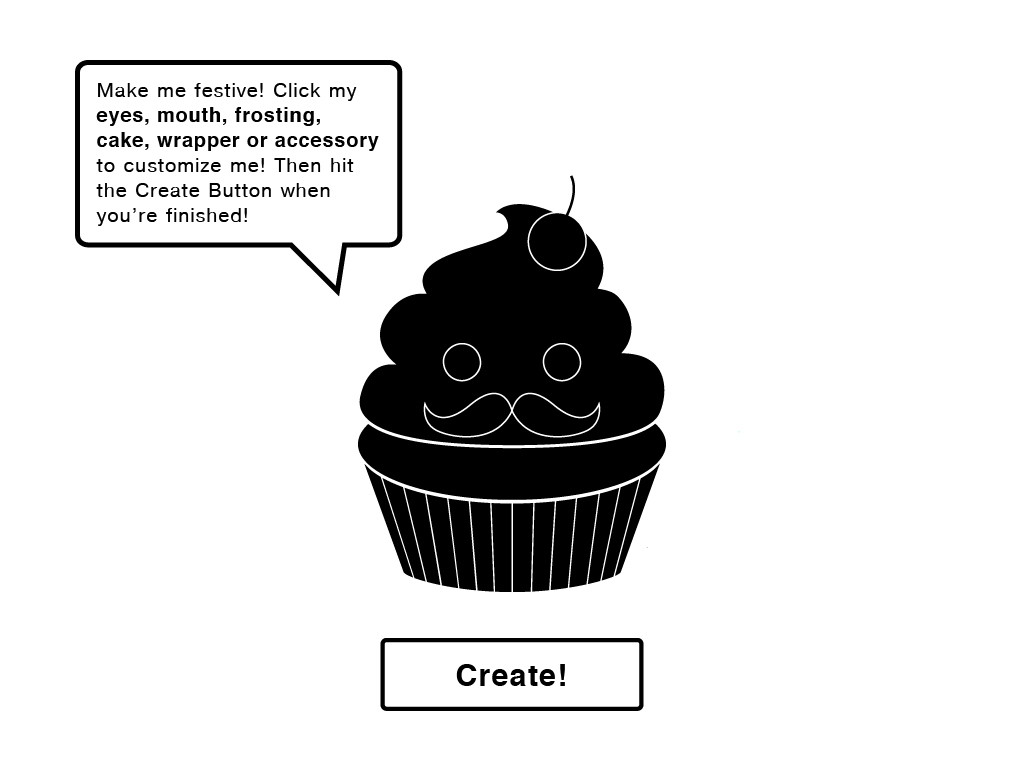 Make me festive! Click my
eyes, mouth, frosting,
cake, wrapper or accessory
to customize me! Then hit
the Create Button when
you’re finished!
Create!